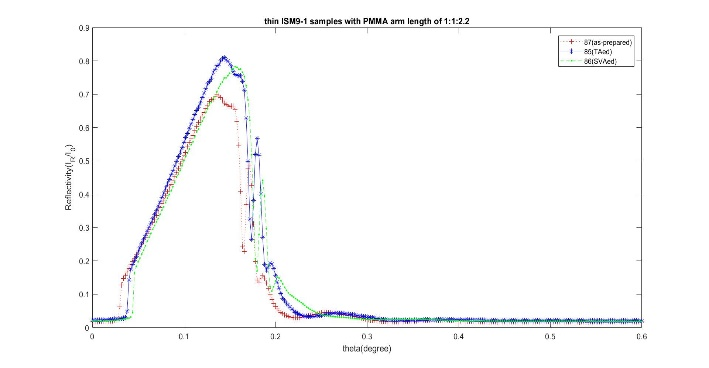 thin ISM9-1 samples with PMMA arm length of 1:1:2.2
87(as-prepared)
85(TAed)
86(SVAed)
Reflectivity(I_R/I_0)
0.9
0.8
0.7
0.6
0.5
0.4
0.3
0.2
0.1
0
0 0.1 0.2 0.3 0.4 0.5 0.6
theta(degree)